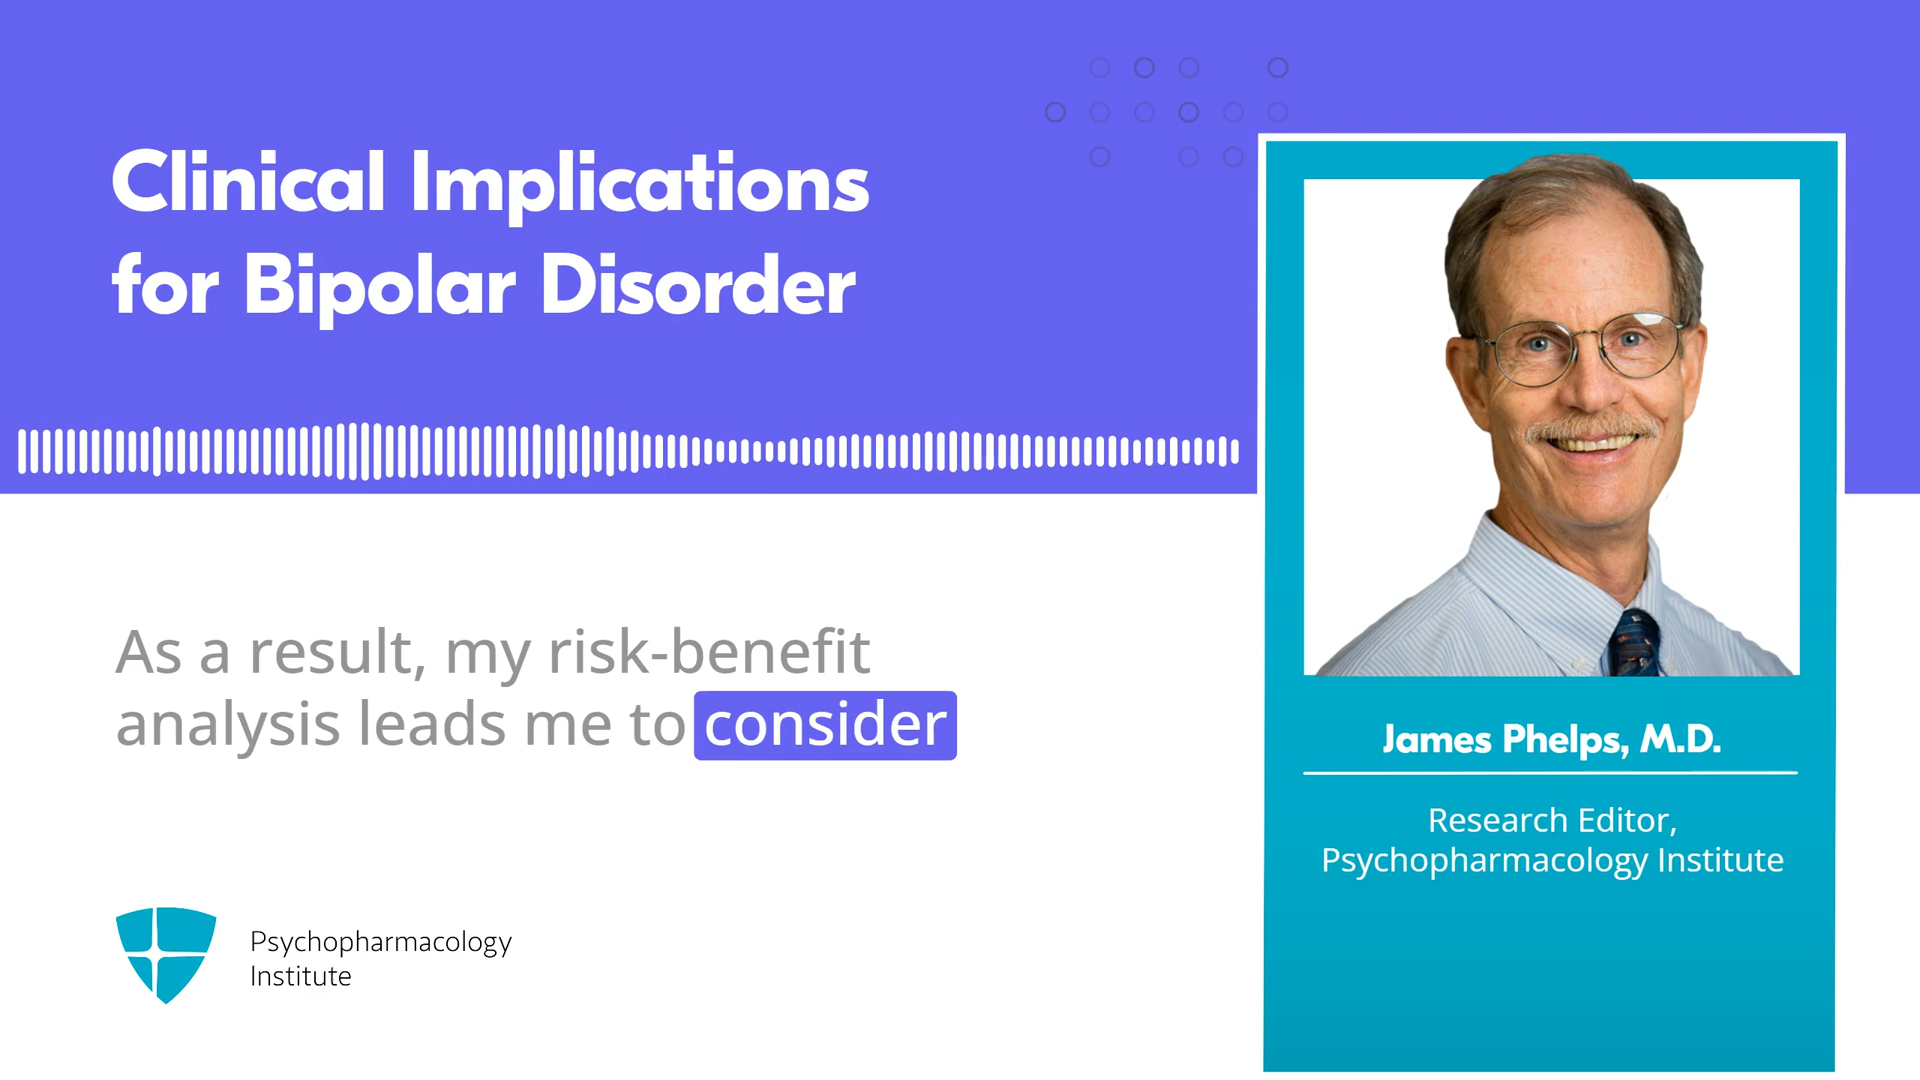 Clinical Implications
for Bipolar Disorder
As a result, my risk-benefit
analysis leads me to consider
James Phelps, M.D.
Research Editor,
Psychopharmacology Institute
Psychopharmacology
Institute